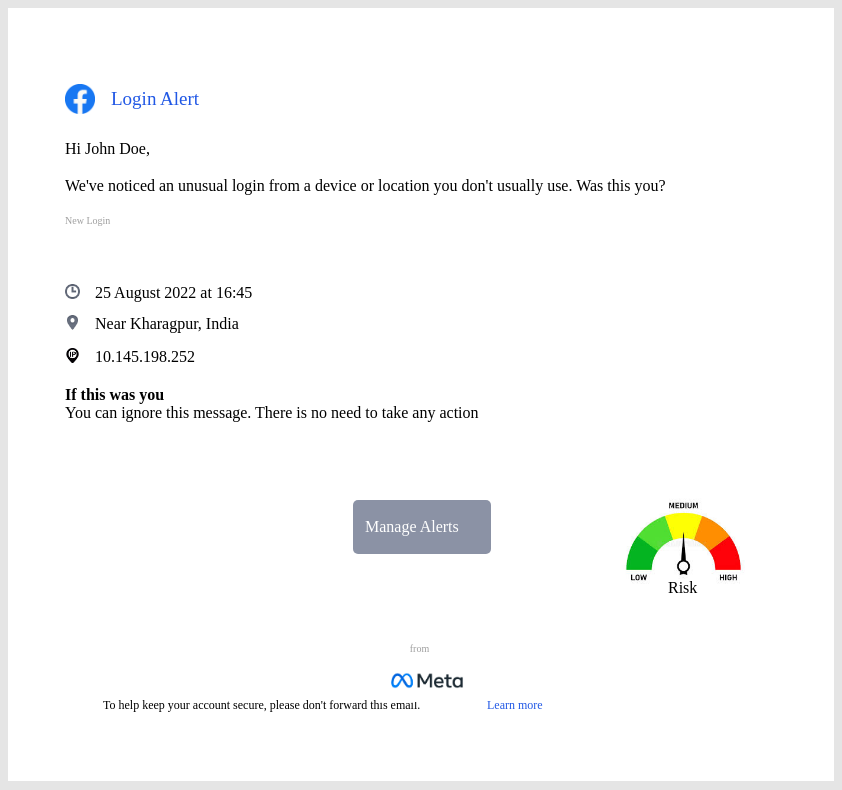 Login Alert
Hi John Doe,
We've noticed an unusual login from a device or location you don't usually use. Was this you?
New Login
25 August 2022 at 16:45
Near Kharagpur, India
IP
10.145.198.252
If this was you
You can ignore this message. There is no need to take any action
Manage Alerts
MEDIUM
LOW
HIGH
Risk
from
Meta
To help keep your account secure, please don't forward this email.
Learn more